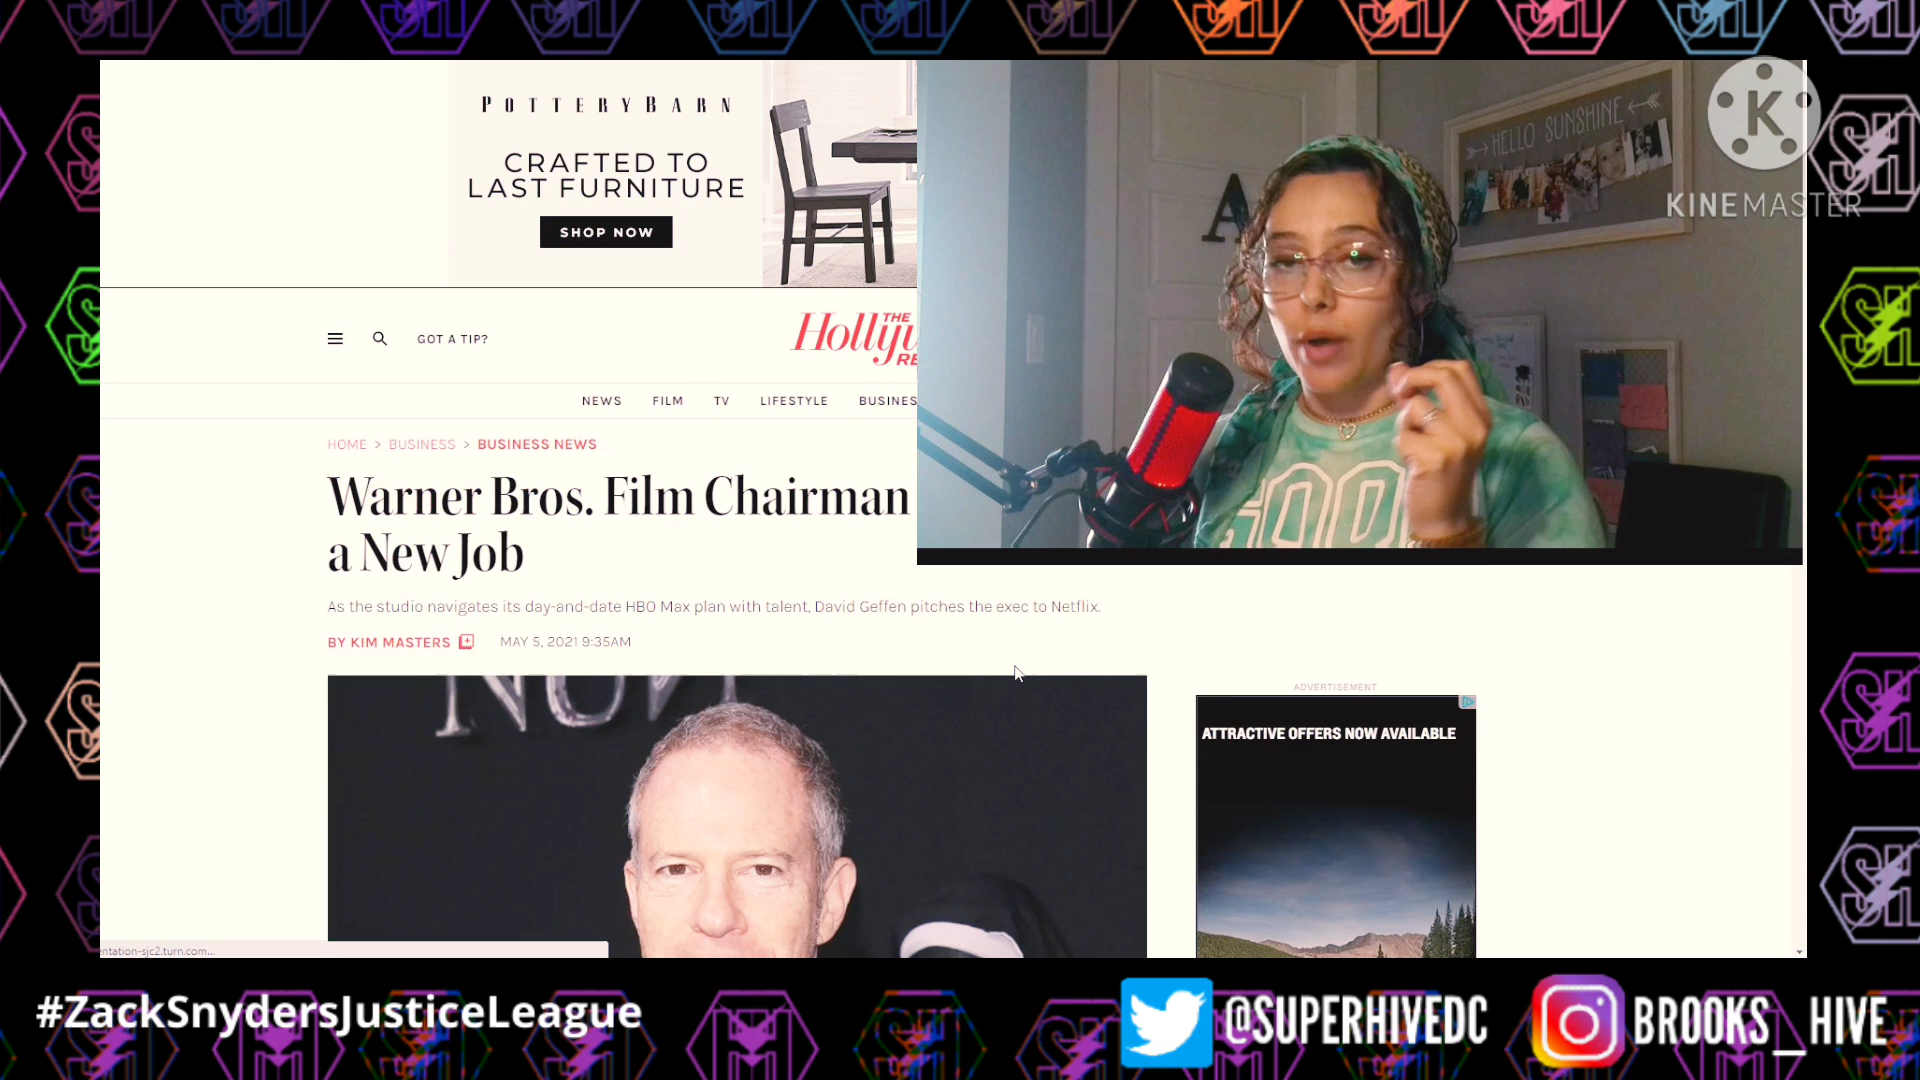 POTTERYBARN
CRAFTED TO
LAST FURNITURE
SHOP NOW
HELLO SUNSHINE
A
KINEMASTER
GOT A TIP?
THE
NEWS FILM TV LIFESTYLE
HOME > BUSINESS > BUSINESS NEWS
Warner Bros. Film Chairman
a New Job
As the studio navigates its day-and-date HBO Max plan with talent, David Geffen pitches the exec to Netflix.
BY KIM MASTERS MAY 5, 2021 9:35AM
ADVERTISEMENT
ATTRACTIVE OFFERS NOW AVAILABLE
#ZackSnydersJusticeLeague
@SUPERHIVEDC
BROOKS_HIVE